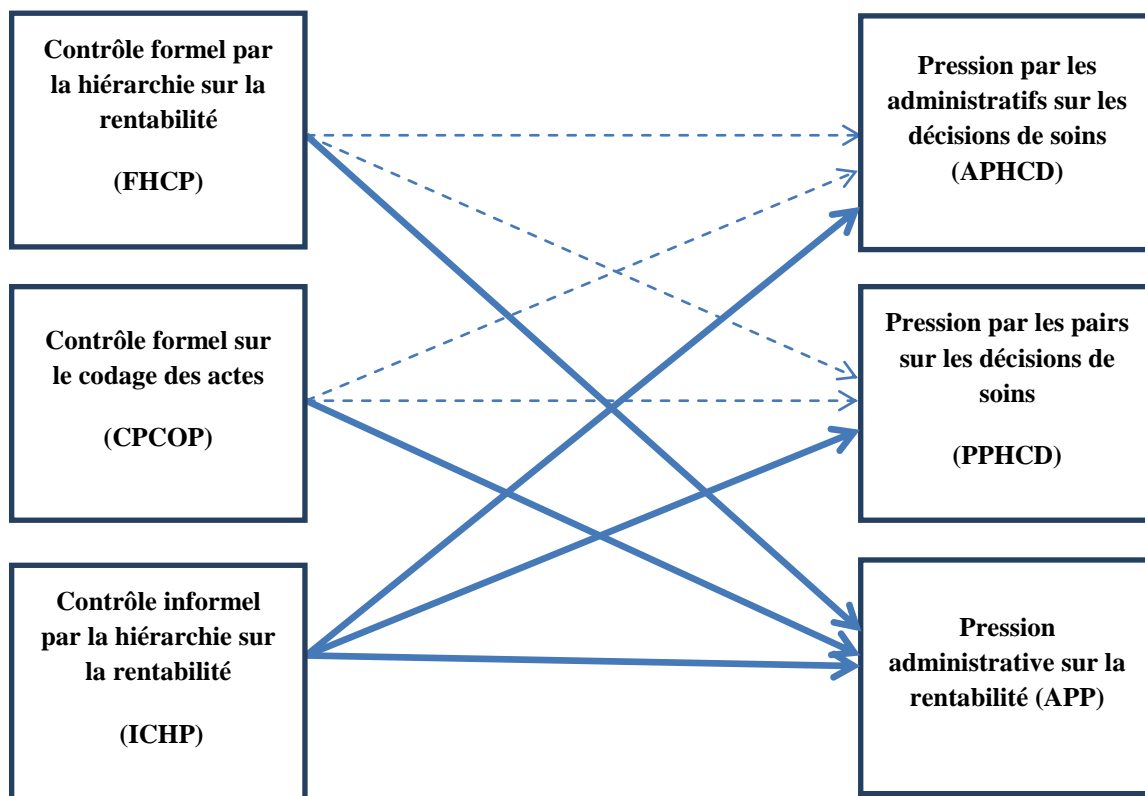 Contrôle formel par
la hiérarchie sur la
rentabilité
(FHCP)
Contrôle formel sur
le codage des actes
(CPCOP)
Contrôle informel
par la hiérarchie sur
la rentabilité
(ICHP)
Pression par les
administratifs sur les
décisions de soins
(APHCD)
Pression par les pairs
sur les décisions de
soins
(PPHCD)
Pression
administrative sur la
rentabilité (APP)